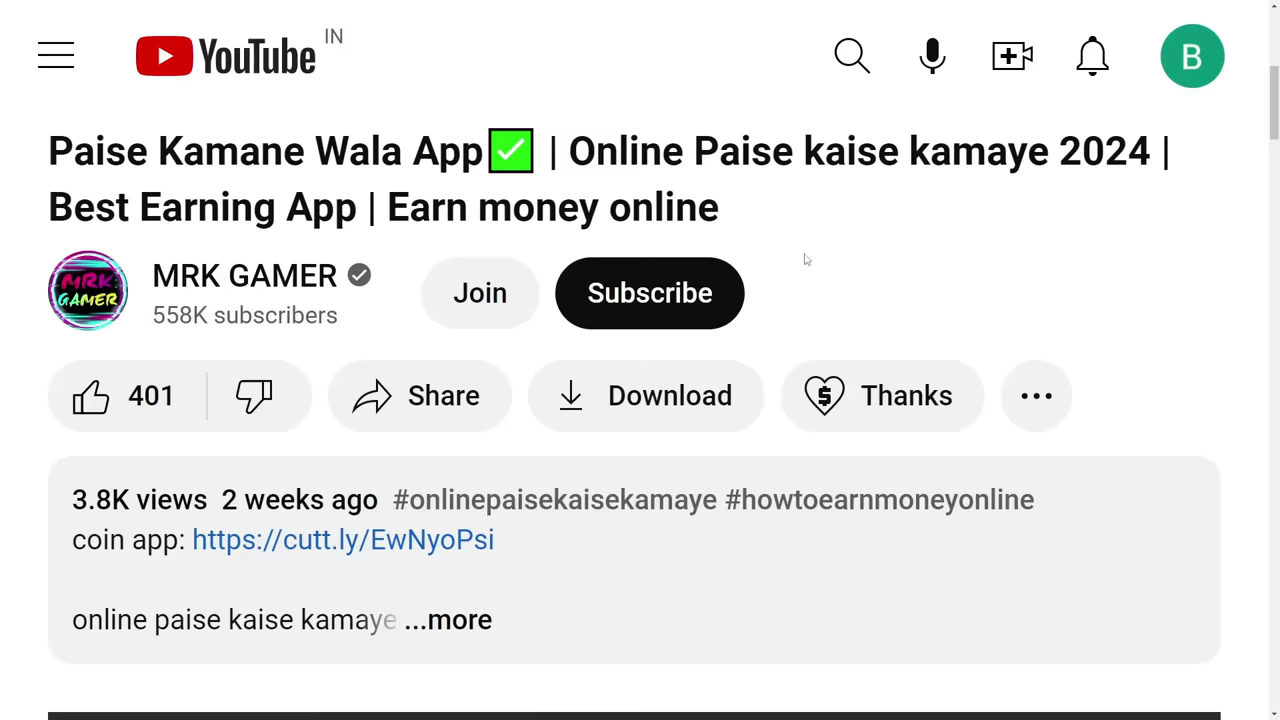 YouTube IN
B
Paise Kamane Wala App✅ | Online Paise kaise kamaye 2024 |
Best Earning App | Earn money online
MRK GAMER
MRK GAMER
558K subscribers
Join
Subscribe
401
Share
Download
Thanks
3.8K views 2 weeks ago #onlinepaisekaisekamaye #howtoearnmoneyonline
coin app: https://cutt.ly/EwNyoPsi
online paise kaise kamaye ...more